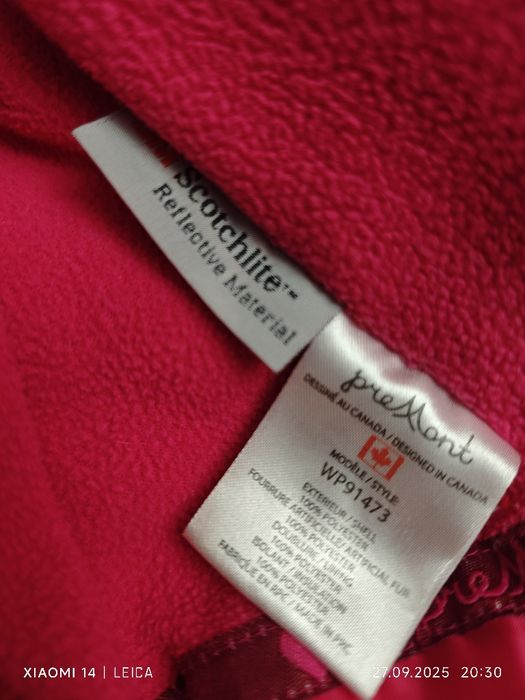 Scotchlite™
Reflective Material
preMont
DESSINÉ AU CANADA / DESIGNED IN CANADA
MODÈLE / STYLE:
WP91473
EXTERIEUR / SHELL
100% POLYESTER
FOURRURE ARTIFICIELLE/ ARTIFICIAL FUR
100% POLYESTER
DOUBLURE / LINING
100% POLYESTER
ISOLANT / INSULATION
100% POLYESTER
FABRIQUÉ EN RPC / MADE IN PRC
XIAOMI 14 | LEICA
27.09.2025 20:30